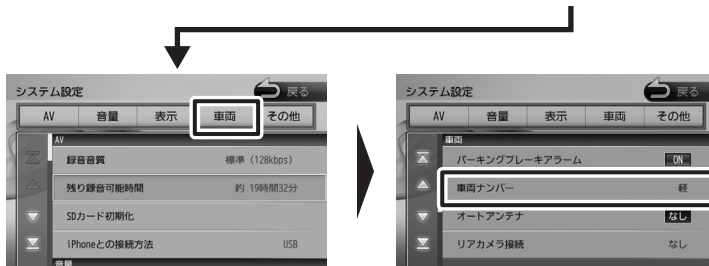 システム設定
戻る
AV 音量 表示 車両 その他
AV
録音音質 標準（128kbps）
残り録音可能時間 約 19時間32分
SDカード初期化
iPhoneとの接続方法 USB
音量
システム設定
戻る
AV 音量 表示 車両 その他
車両
パーキングブレーキアラーム ON
車両ナンバー 軽
オートアンテナ なし
リアカメラ接続 なし